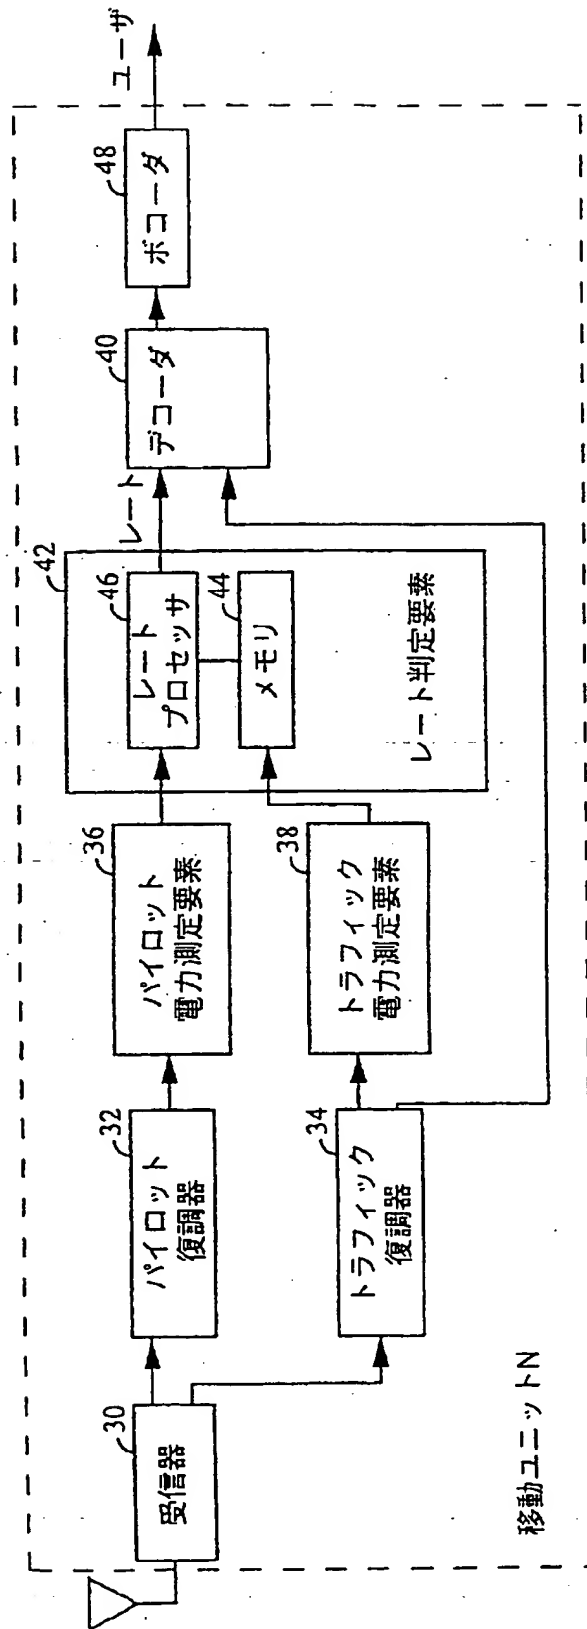 30
受信器
32
パイロット
復調器
34
トラフィック
復調器
36
パイロット
電力測定要素
38
トラフィック
電力測定要素
42
46
レート
プロセッサ
44
メモリ
レート判定要素
レート
40
デコーダ
48
ボコーダ
ユーザ
移動ユニットN